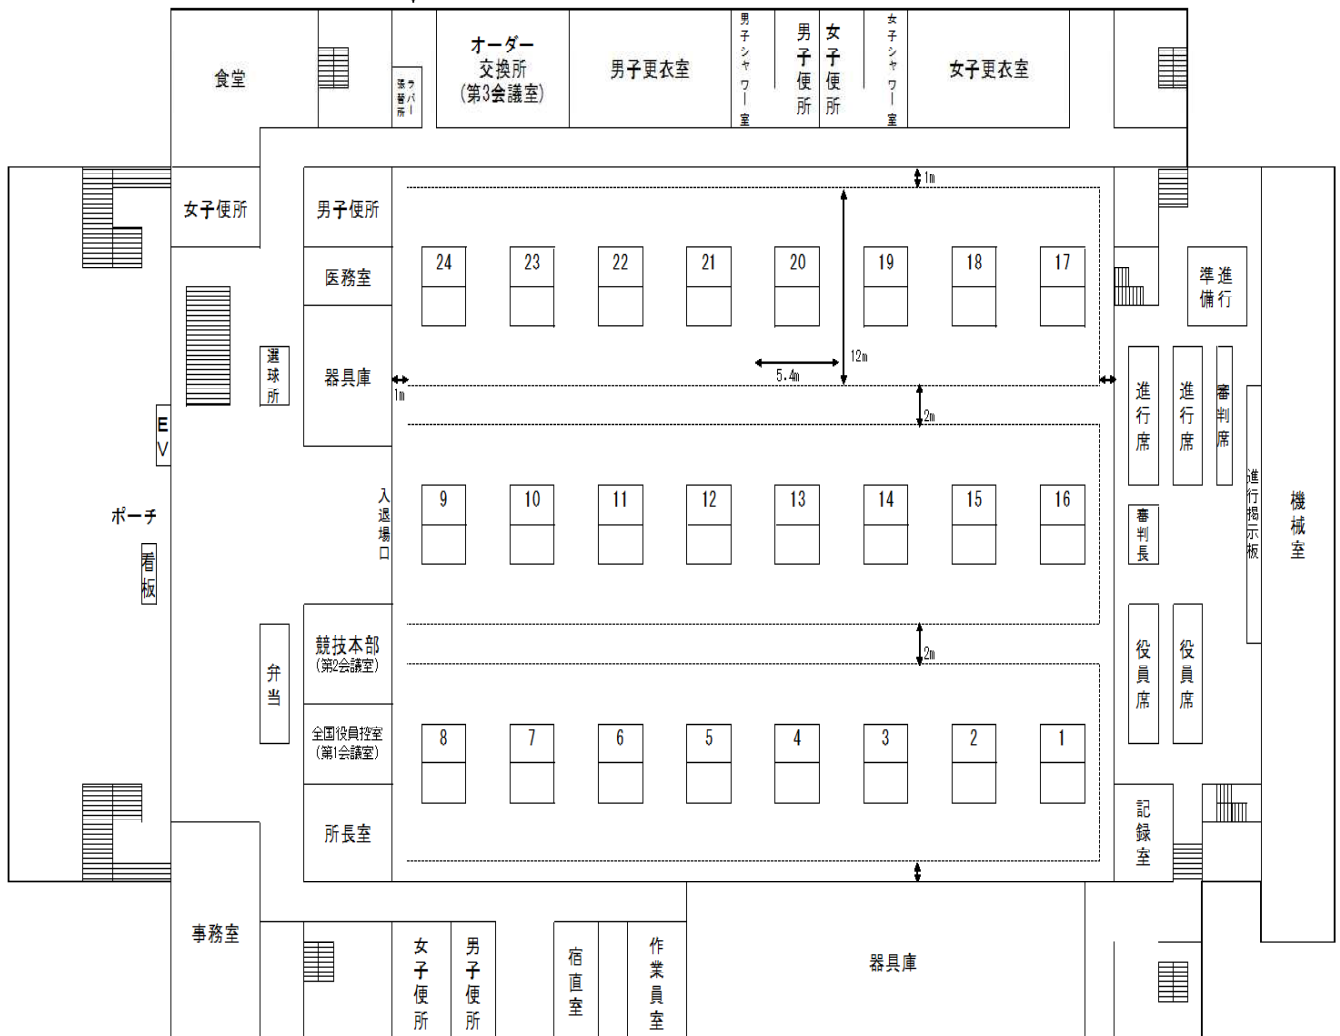 食堂
ラバー
張替所
オーダー
交換所
(第3会議室)
男子更衣室
男子シャワー室
男子便所
女子便所
女子シャワー室
女子更衣室
女子便所
男子便所
1m
医務室
24
23
22
21
20
19
18
17
進行
準備
選球所
器具庫
12m
5.4m
1m
進行席
進行席
審判席
EV
2m
入退場口
9
10
11
12
13
14
15
16
進行掲示板
機械室
ポーチ
看板
審判長
競技本部
(第2会議室)
2m
弁当
役員席
役員席
全国役員控室
(第1会議室)
8
7
6
5
4
3
2
1
所長室
記録室
事務室
女子便所
男子便所
宿直室
作業員室
器具庫